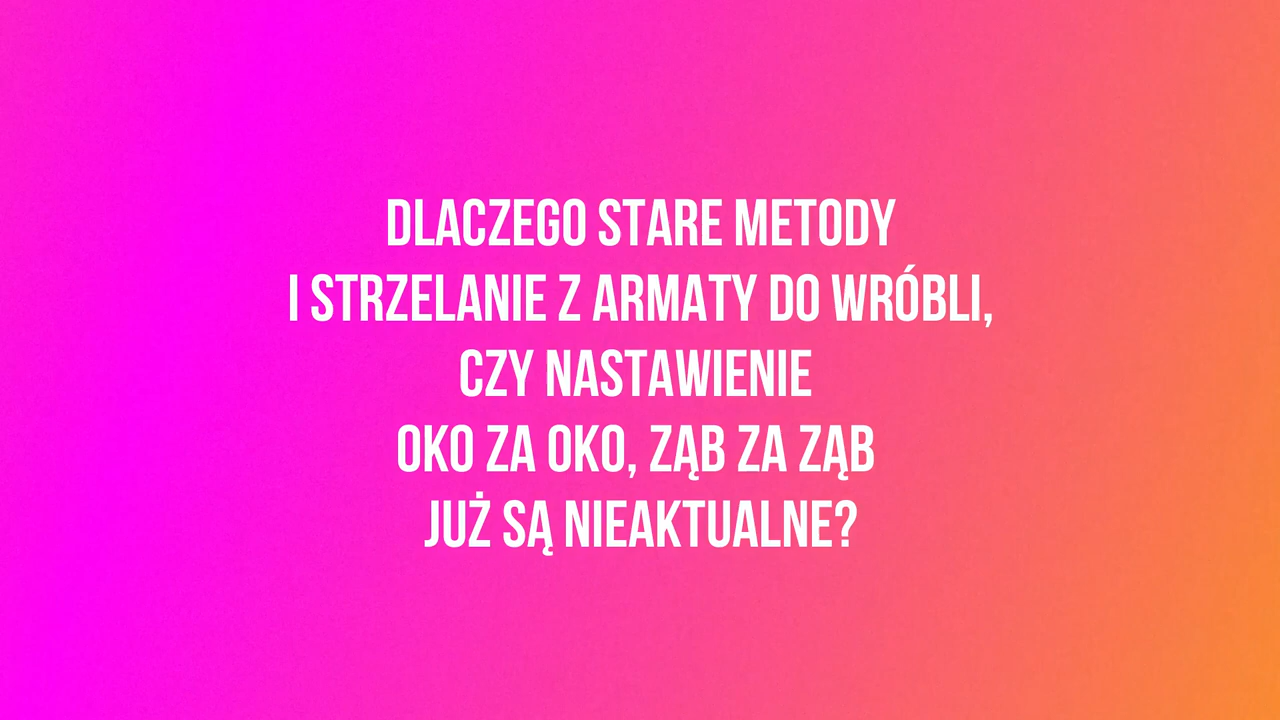 DLACZEGO STARE METODY
I STRZELANIE Z ARMATY DO WRÓBLI,
CZY NASTAWIENIE
OKO ZA OKO, ZĄB ZA ZĄB
JUŻ SĄ NIEAKTUALNE?